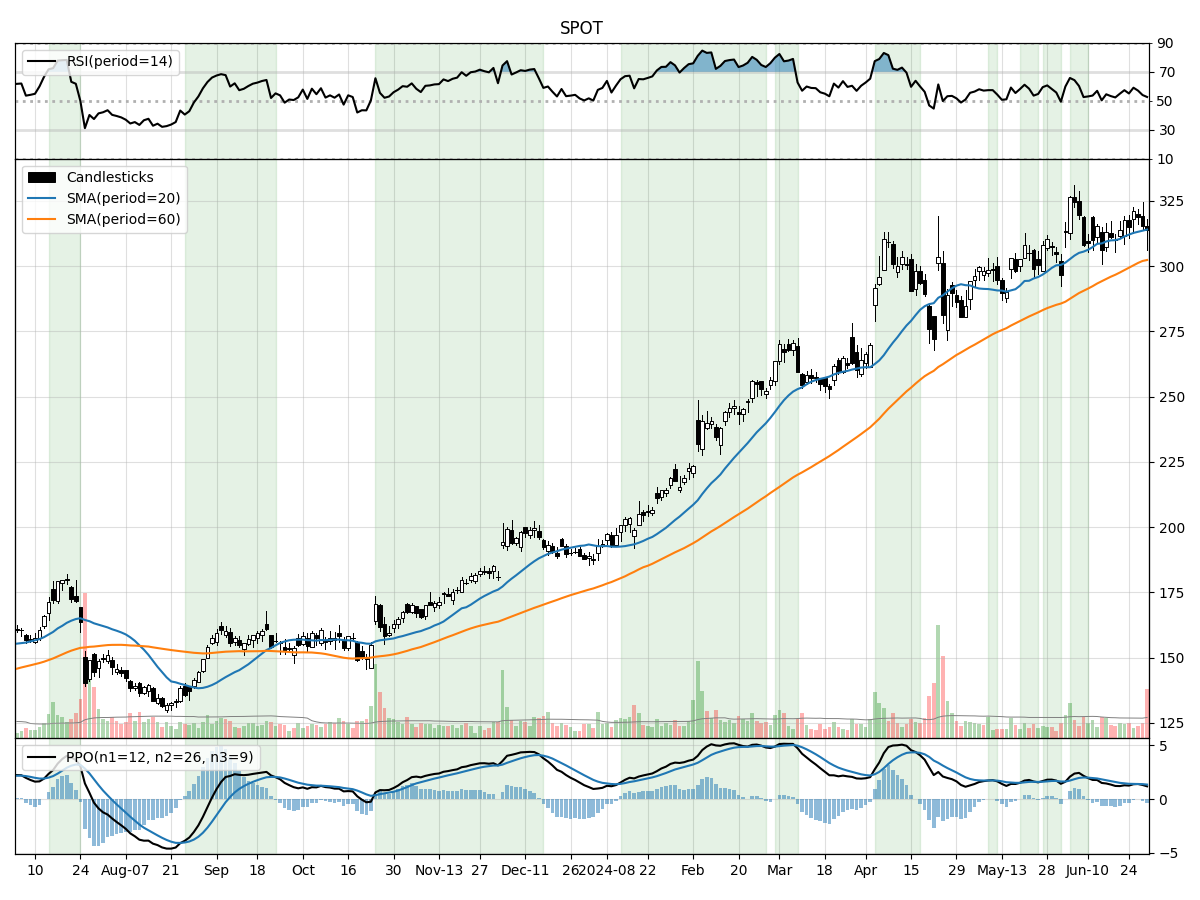 SPOT
RSI(period=14)
90
70
50
30
10
Candlesticks
SMA(period=20)
SMA(period=60)
325
300
275
250
225
200
175
150
125
PPO(n1=12, n2=26, n3=9)
5
0
−5
10 24 Aug-07 21 Sep 18 Oct 16 30 Nov-13 27 Dec-11 26 2024-08 22 Feb 20 Mar 18 Apr 15 29 May-13 28 Jun-10 24